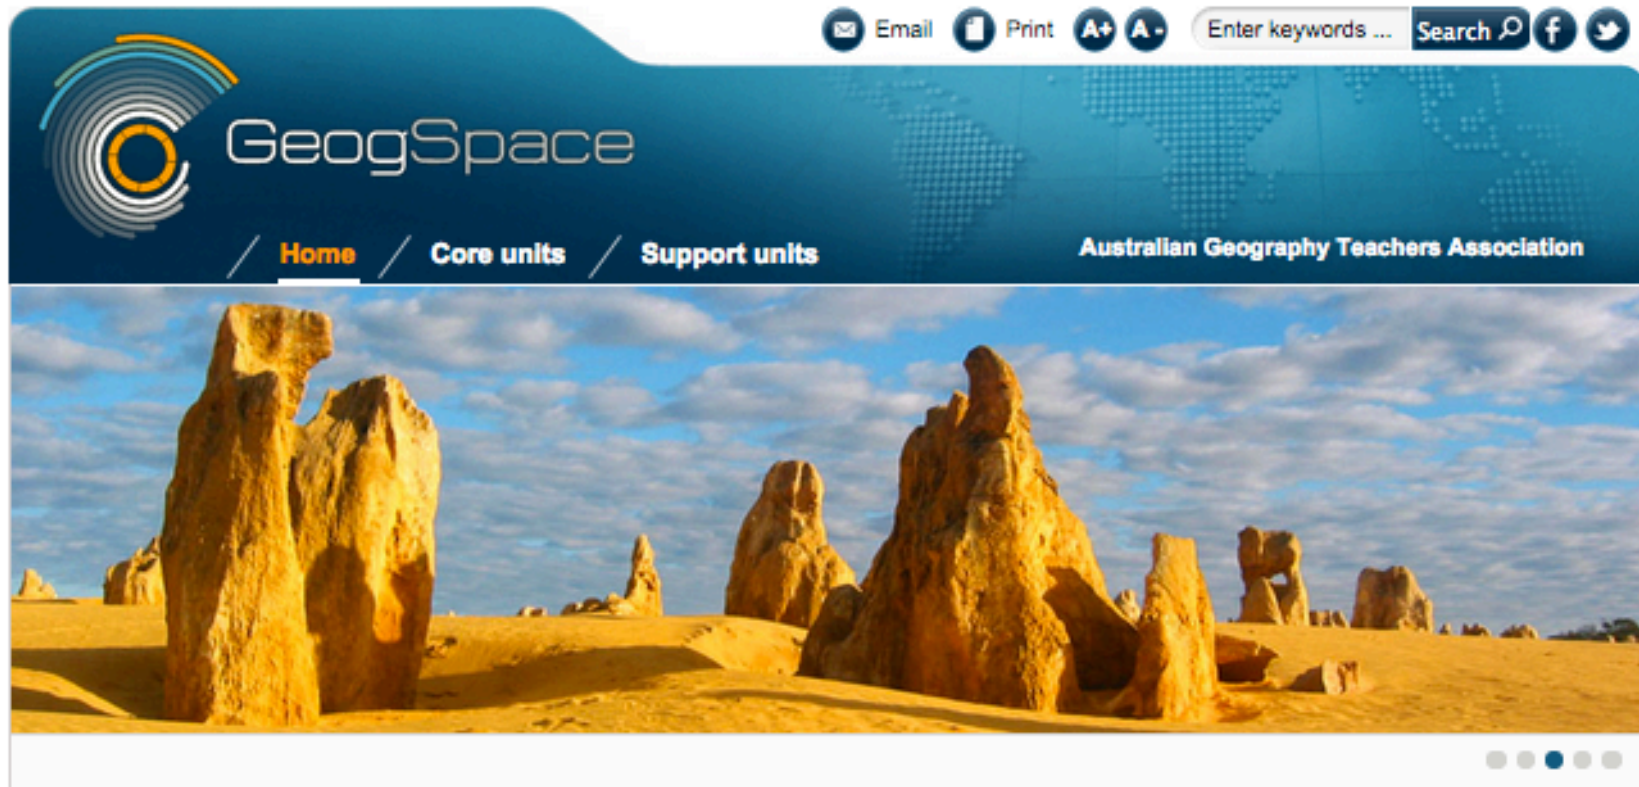 Email Print A+ A- Enter keywords ... Search
GeogSpace
Home Core units Support units Australian Geography Teachers Association